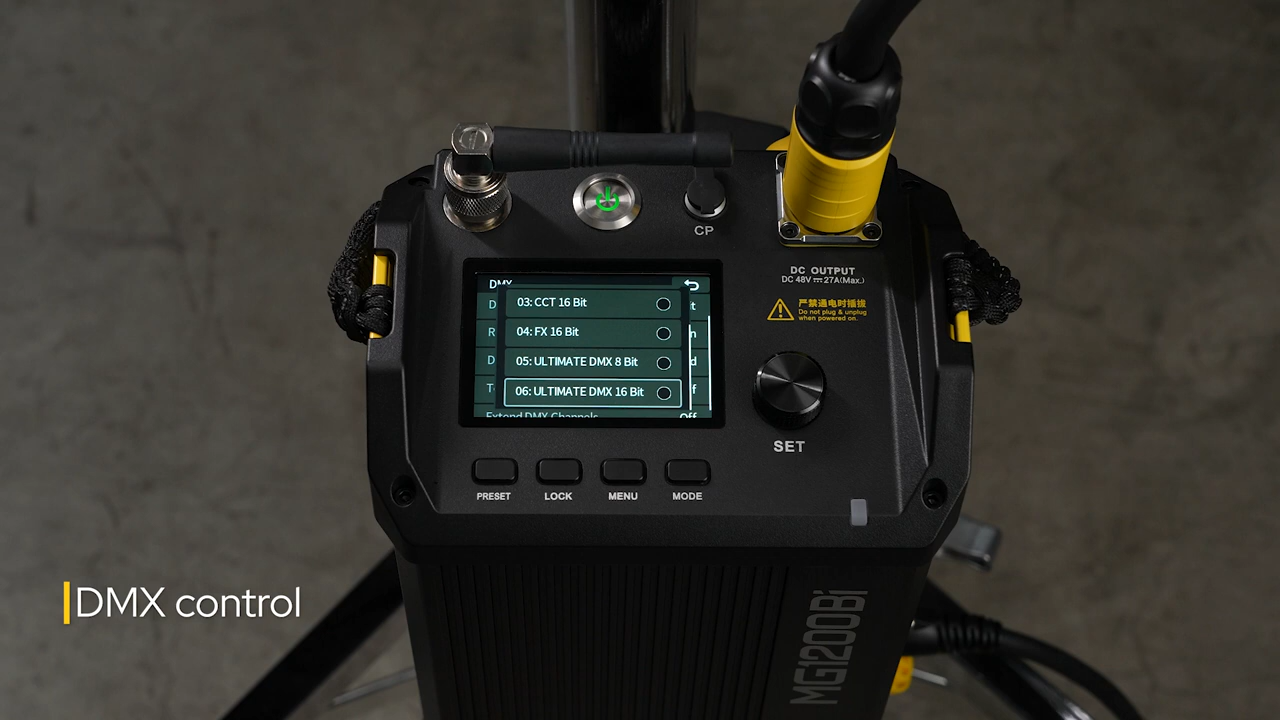 CP
DC OUTPUT
DC 48V⎓27A(Max.)
严禁通电时插拔
Do not plug & unplug
when powered on.
DMX
03: CCT 16 Bit
04: FX 16 Bit
05: ULTIMATE DMX 8 Bit
06: ULTIMATE DMX 16 Bit
Extend DMX Channels
Off
SET
PRESET
LOCK
MENU
MODE
DMX control
MG1200Bi